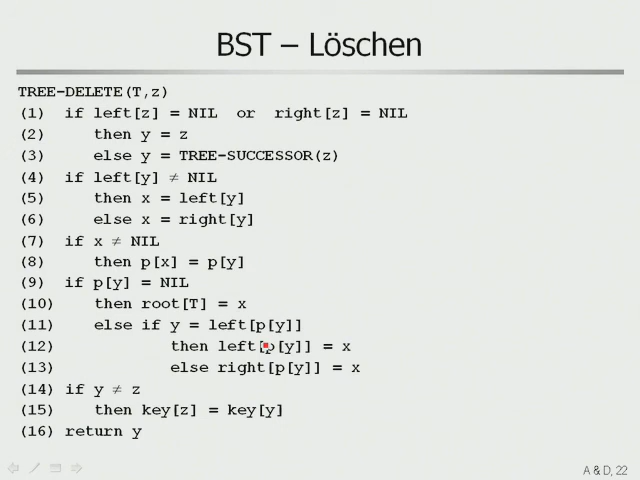 BST – Löschen
TREE-DELETE(T,z)
(1) if left[z] = NIL or right[z] = NIL
(2) then y = z
(3) else y = TREE-SUCCESSOR(z)
(4) if left[y] ≠ NIL
(5) then x = left[y]
(6) else x = right[y]
(7) if x ≠ NIL
(8) then p[x] = p[y]
(9) if p[y] = NIL
(10) then root[T] = x
(11) else if y = left[p[y]]
(12) then left[p[y]] = x
(13) else right[p[y]] = x
(14) if y ≠ z
(15) then key[z] = key[y]
(16) return y
A & D, 22